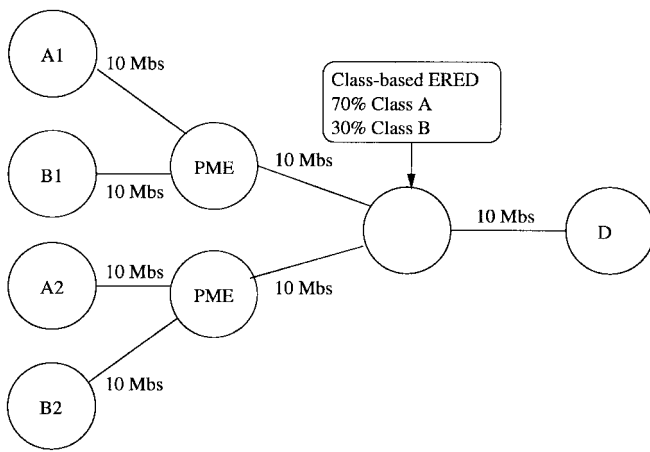 A1
10 Mbs
Class-based ERED
70% Class A
30% Class B
B1
10 Mbs
PME
10 Mbs
10 Mbs
D
A2
10 Mbs
PME
10 Mbs
B2
10 Mbs